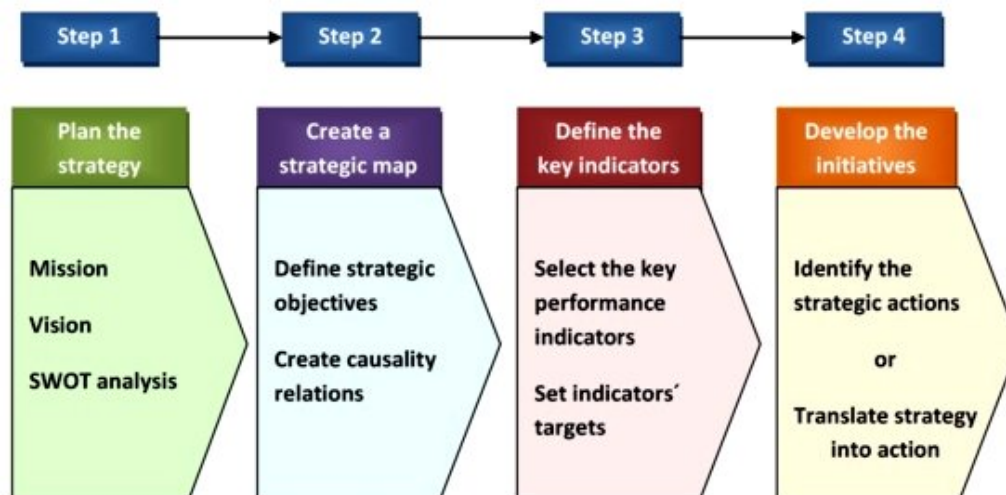 Step 1
Step 2
Step 3
Step 4
Plan the
strategy
Mission
Vision
SWOT analysis
Create a
strategic map
Define strategic
objectives
Create causality
relations
Define the
key indicators
Select the key
performance
indicators
Set indicators´
targets
Develop the
initiatives
Identify the
strategic actions
or
Translate strategy
into action